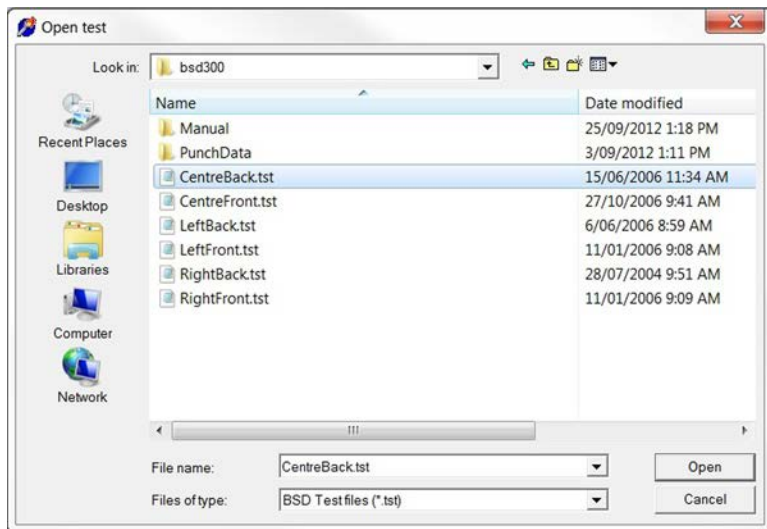 Open test
Look in: bsd300
Recent Places
Desktop
Libraries
Computer
Network
Name Date modified
Manual 25/09/2012 1:18 PM
PunchData 3/09/2012 1:11 PM
CentreBack.tst 15/06/2006 11:34 AM
CentreFront.tst 27/10/2006 9:41 AM
LeftBack.tst 6/06/2006 8:59 AM
LeftFront.tst 11/01/2006 9:08 AM
RightBack.tst 28/07/2004 9:51 AM
RightFront.tst 11/01/2006 9:09 AM
File name: CentreBack.tst Open
Files of type: BSD Test files (*.tst) Cancel